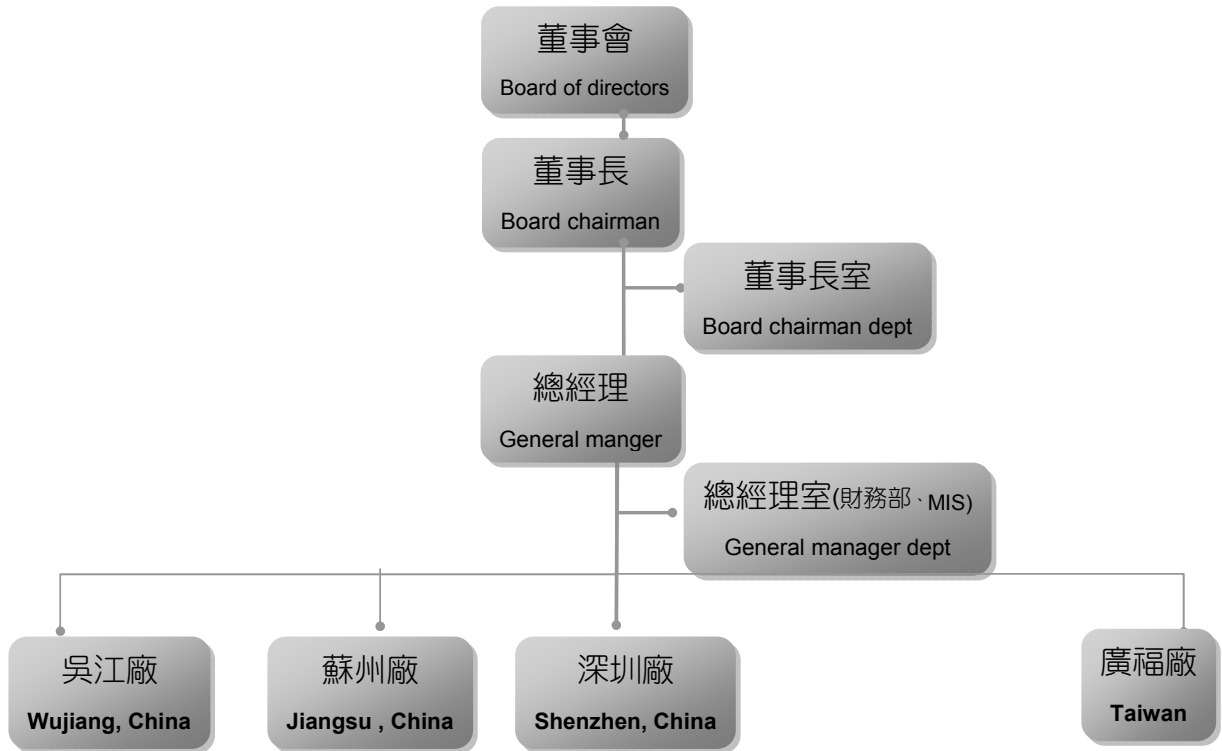 董事會
Board of directors
董事長
Board chairman
董事長室
Board chairman dept
總經理
General manger
總經理室(財務部、MIS)
General manager dept
吳江廠
Wujiang, China
蘇州廠
Jiangsu , China
深圳廠
Shenzhen, China
廣福廠
Taiwan